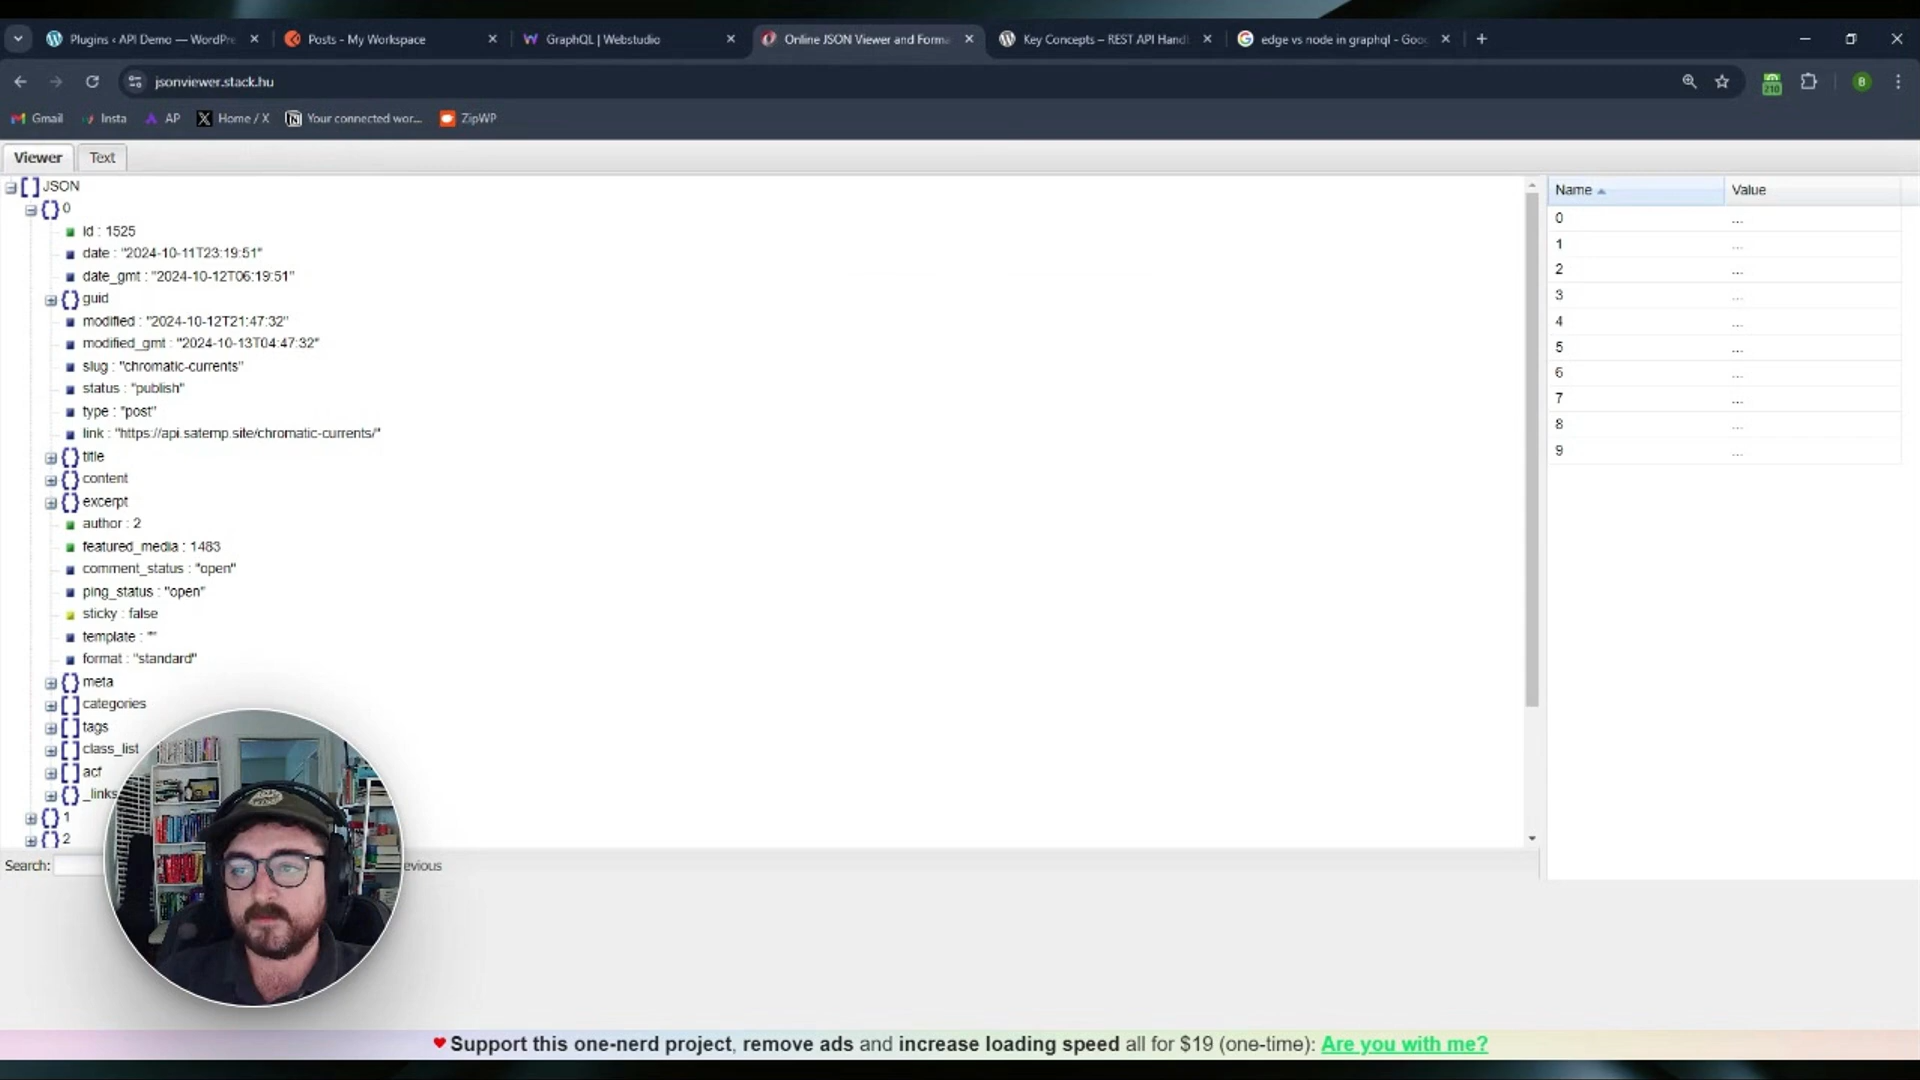 Plugins ‹ API Demo — WordPre
Posts - My Workspace
GraphQL | Webstudio
Online JSON Viewer and Forma
Key Concepts – REST API Handl
edge vs node in graphql - Goog
jsonviewer.stack.hu
210
B
Gmail
Insta
AP
Home / X
Your connected wor...
ZipWP
Viewer
Text
JSON
0
id : 1525
date : "2024-10-11T23:19:51"
date_gmt : "2024-10-12T06:19:51"
guid
modified : "2024-10-12T21:47:32"
modified_gmt : "2024-10-13T04:47:32"
slug : "chromatic-currents"
status : "publish"
type : "post"
link : "https://api.satemp.site/chromatic-currents/"
title
content
excerpt
author : 2
featured_media : 1483
comment_status : "open"
ping_status : "open"
sticky : false
template : ""
format : "standard"
meta
categories
tags
class_list
acf
_links
1
2
Search:
evious
Name
Value
0 ...
1 ...
2 ...
3 ...
4 ...
5 ...
6 ...
7 ...
8 ...
9 ...
Support this one-nerd project, remove ads and increase loading speed all for $19 (one-time): Are you with me?